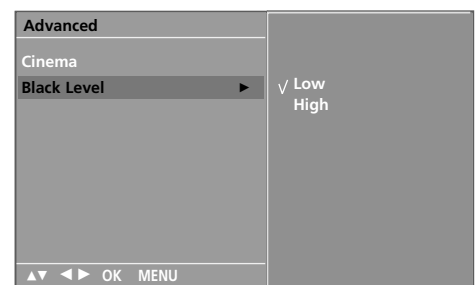 Advanced
Cinema
Black Level ►
√ Low
High
▲▼ ◄► OK MENU